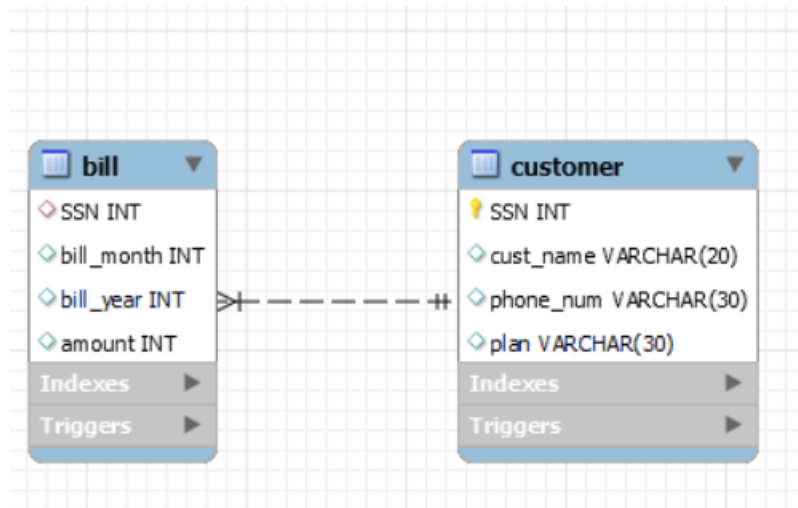 bill
SSN INT
bill_month INT
bill_year INT
amount INT
Indexes
Triggers
customer
SSN INT
cust_name VARCHAR(20)
phone_num VARCHAR(30)
plan VARCHAR(30)
Indexes
Triggers